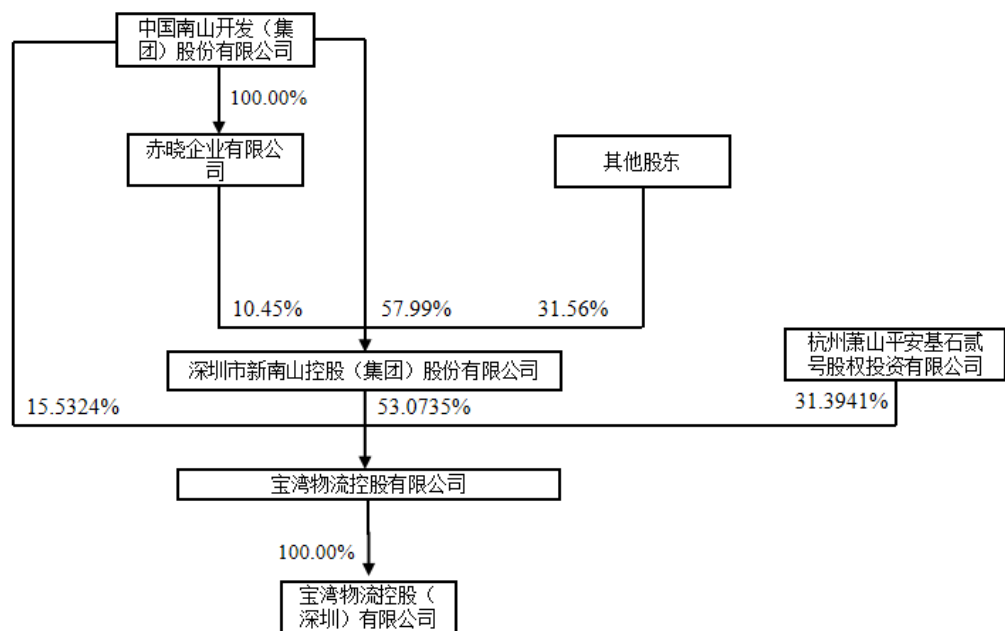 中国南山开发（集
团）股份有限公司
100.00%
赤晓企业有限公
司
其他股东
10.45%
57.99%
31.56%
深圳市新南山控股（集团）股份有限公司
杭州萧山平安基石贰
号股权投资有限公司
15.5324%
53.0735%
31.3941%
宝湾物流控股有限公司
100.00%
宝湾物流控股（
深圳）有限公司